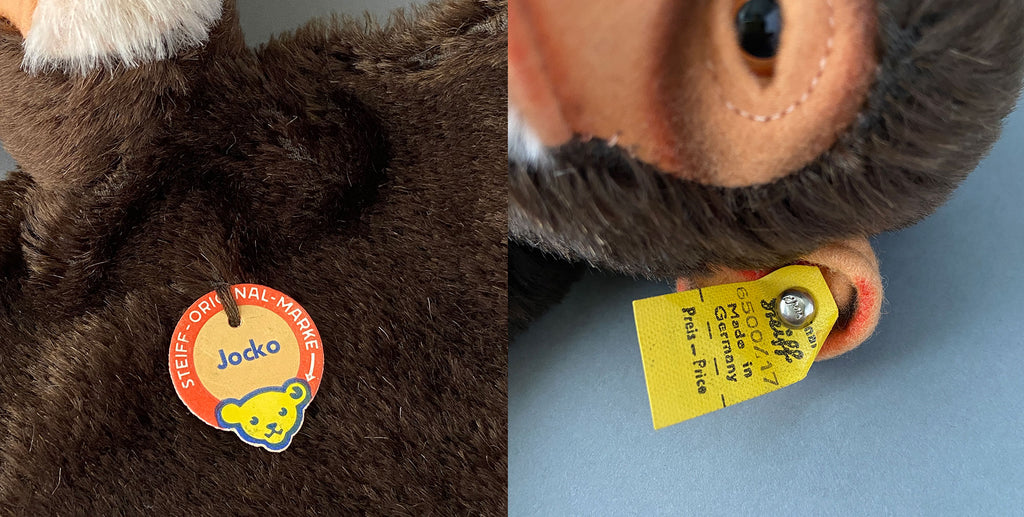 STEIFF-ORIGINAL-MARKE
Jocko
Steiff
6500/17
Made in
Germany
Preis - Price